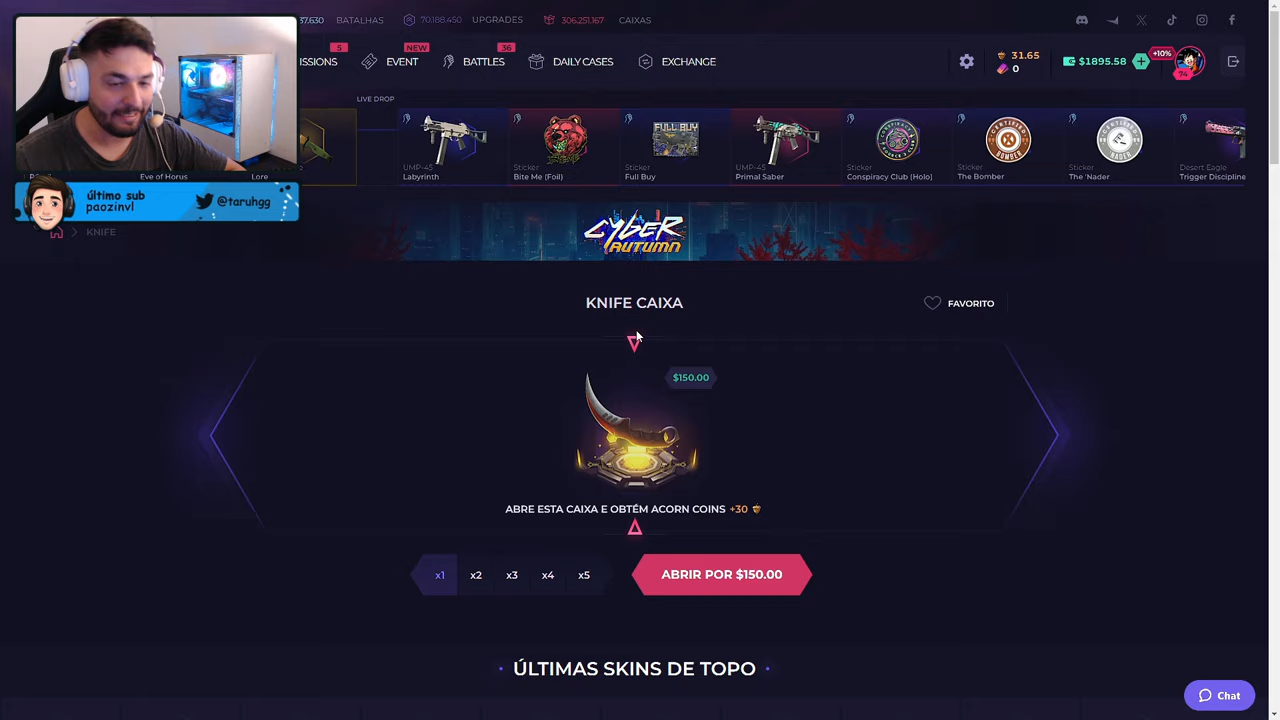 37.630 BATALHAS 70.188.450 UPGRADES 306.251.167 CAIXAS
ISSIONS 5 EVENT NEW BATTLES 36 DAILY CASES EXCHANGE
31.65
0
$1895.58 +10%
74
LIVE DROP
Eve of Horus
Lore
UMP-45
Labyrinth
Sticker
Bite Me (Foil)
FULL BUY
Sticker
Full Buy
UMP-45
Primal Saber
Sticker
Conspiracy Club (Holo)
Sticker
The Bomber
Sticker
The 'Nader
Desert Eagle
Trigger Discipline
último sub
paozinvl
@taruhgg
KNIFE
CYBER
AUTUMN
KNIFE CAIXA
FAVORITO
$150.00
ABRE ESTA CAIXA E OBTÉM ACORN COINS +30
x1 x2 x3 x4 x5
ABRIR POR $150.00
ÚLTIMAS SKINS DE TOPO
Chat